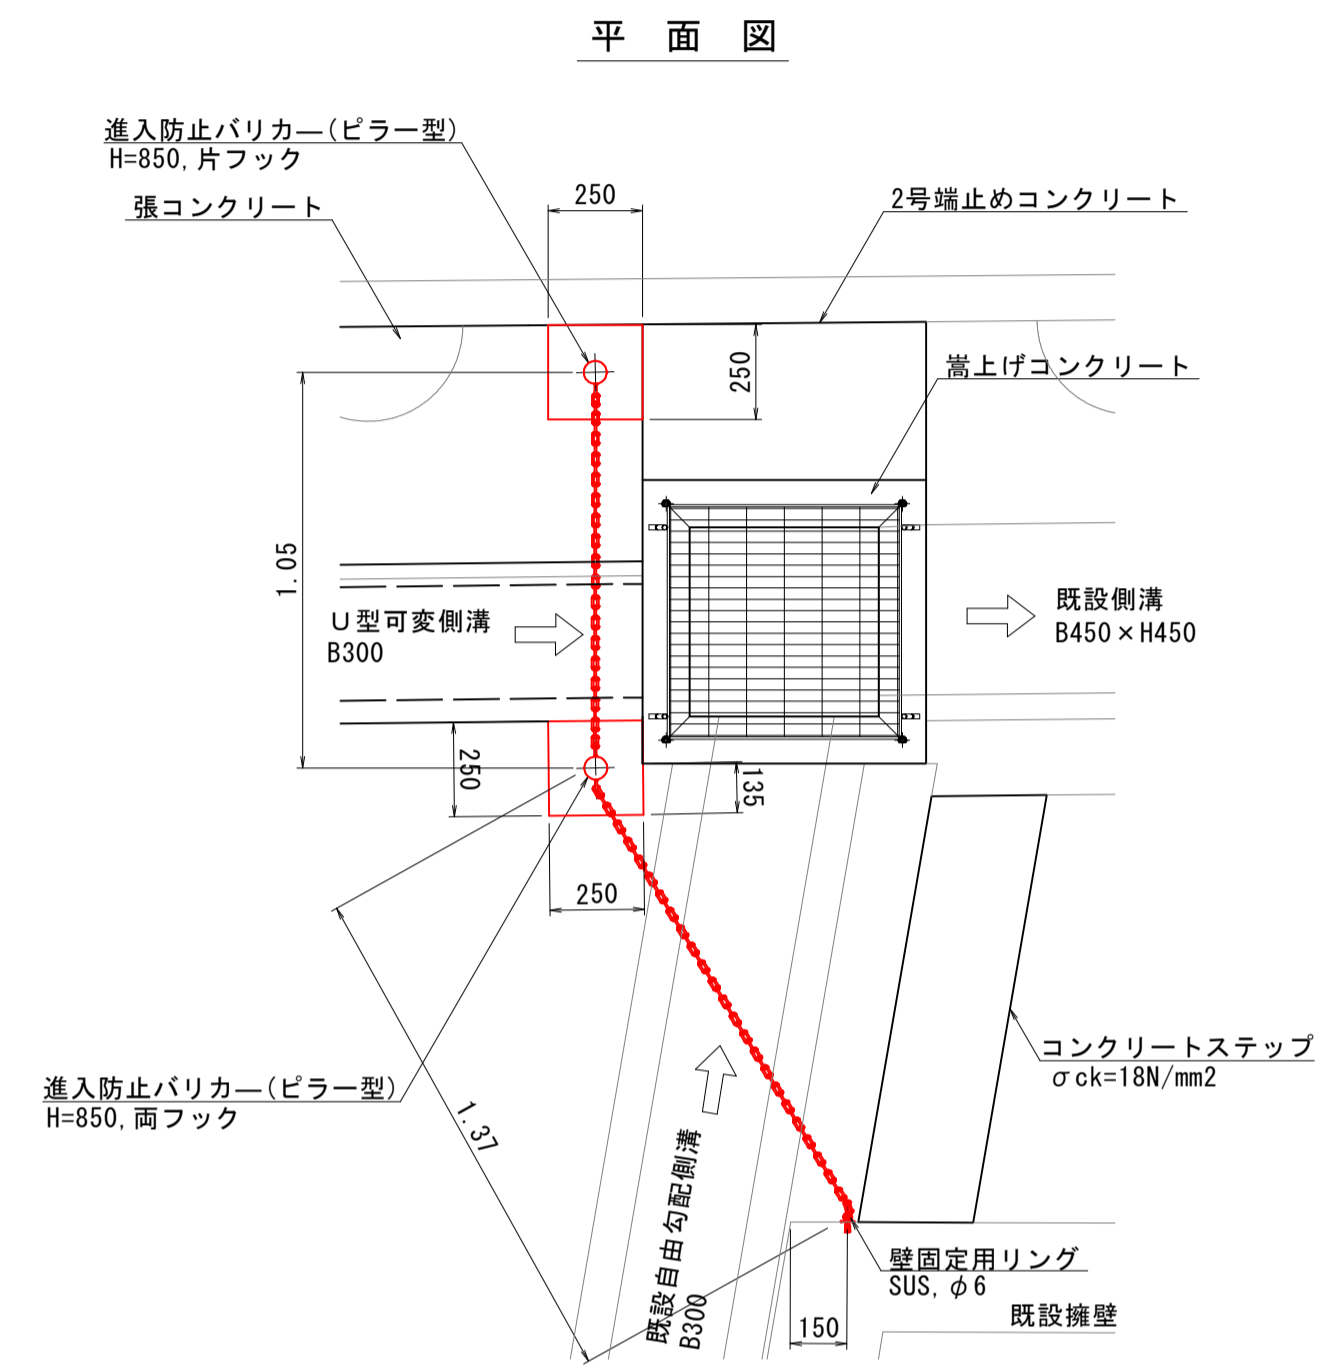 平 面 図
進入防止バリカー(ピラー型)
H=850, 片フック
張コンクリート
250
2号端止めコンクリート
250
嵩上げコンクリート
1.05
U型可変側溝
B300
既設側溝
B450×H450
250
135
250
コンクリートステップ
σck=18N/mm2
進入防止バリカー(ピラー型)
H=850, 両フック
1.37
既設自由勾配側溝
B300
壁固定用リング
SUS, φ6
既設擁壁
150